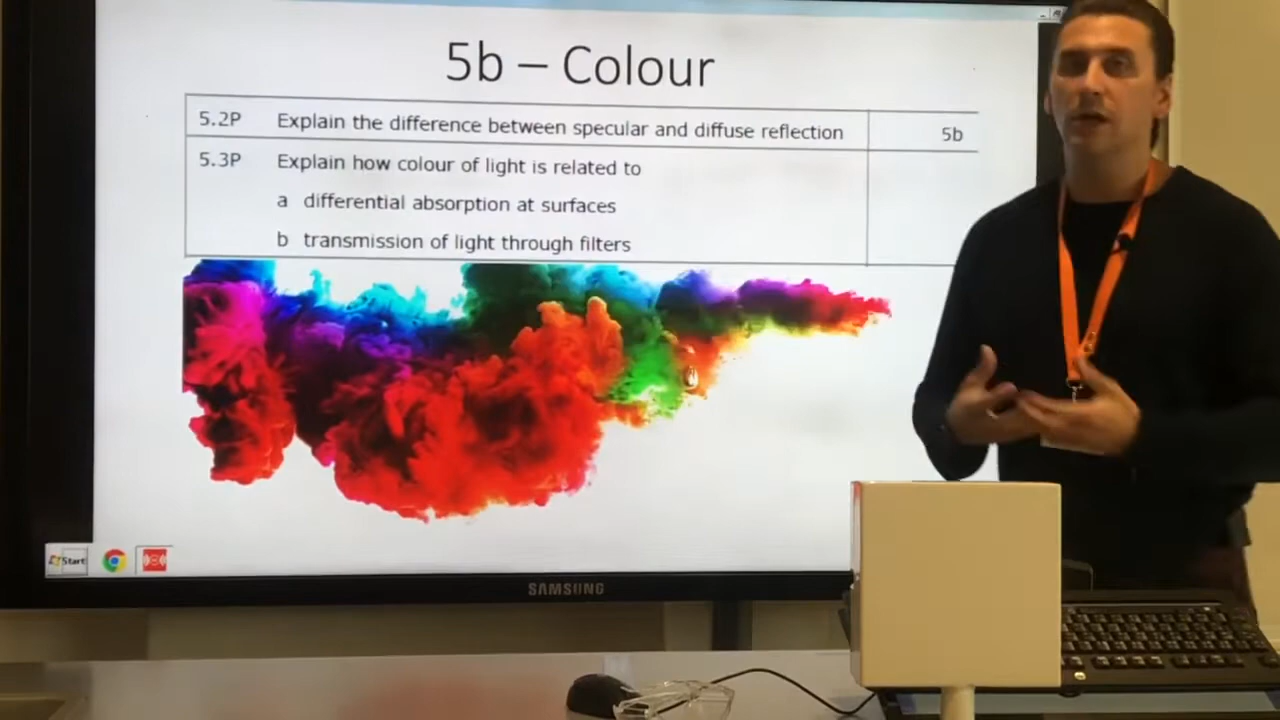 5b – Colour
5.2P Explain the difference between specular and diffuse reflection 5b
5.3P Explain how colour of light is related to
a differential absorption at surfaces
b transmission of light through filters
Start
SAMSUNG